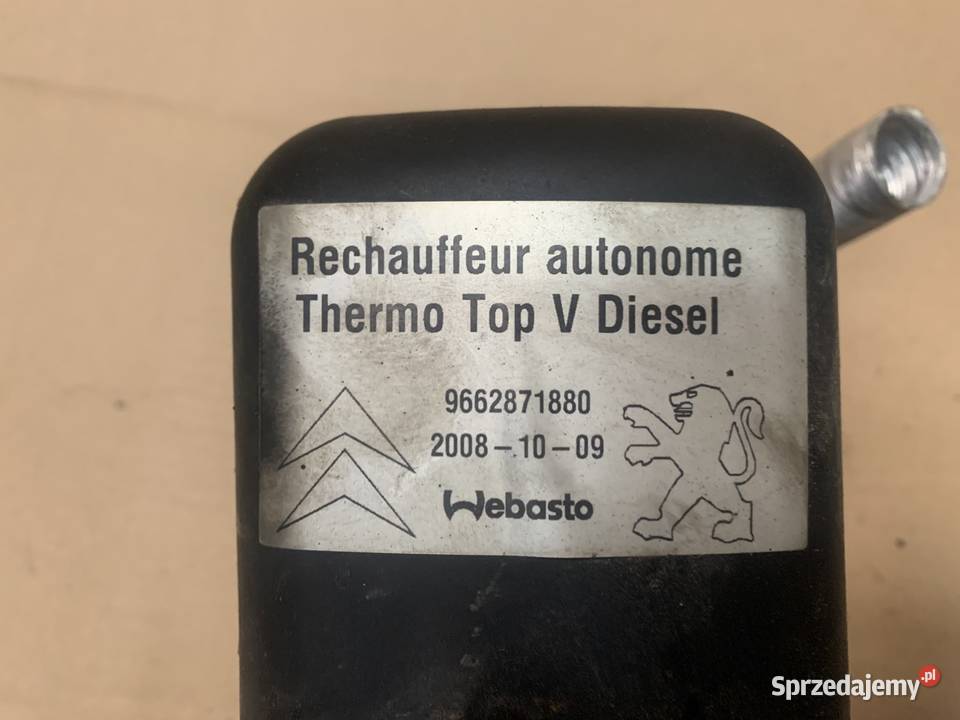 Rechauffeur autonome
Thermo Top V Diesel
9662871880
2008-10-09
Webasto
Sprzedajemy.pl